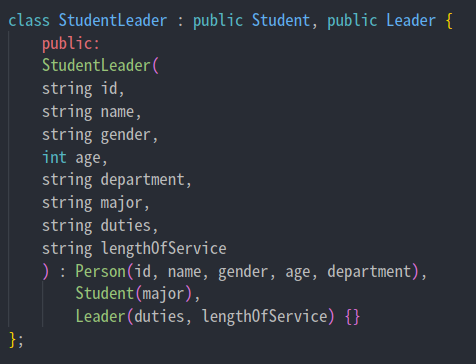 class StudentLeader : public Student, public Leader {
    public:
    StudentLeader(
    string id,
    string name,
    string gender,
    int age,
    string department,
    string major,
    string duties,
    string lengthOfService
    ) : Person(id, name, gender, age, department),
        Student(major),
        Leader(duties, lengthOfService) {}
};